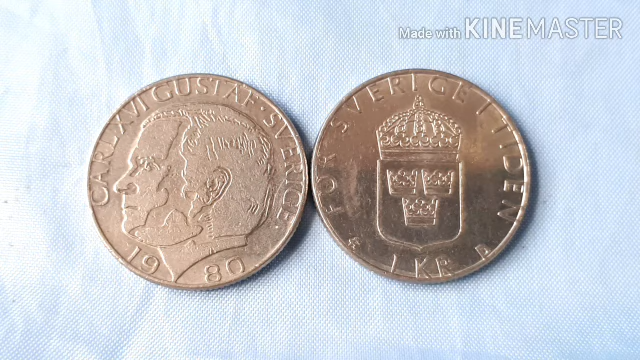 Made with KINEMASTER
CARL XVI GUSTAF · SVERIGE ·
1980
FÖR SVERIGE I TIDEN
1 KR